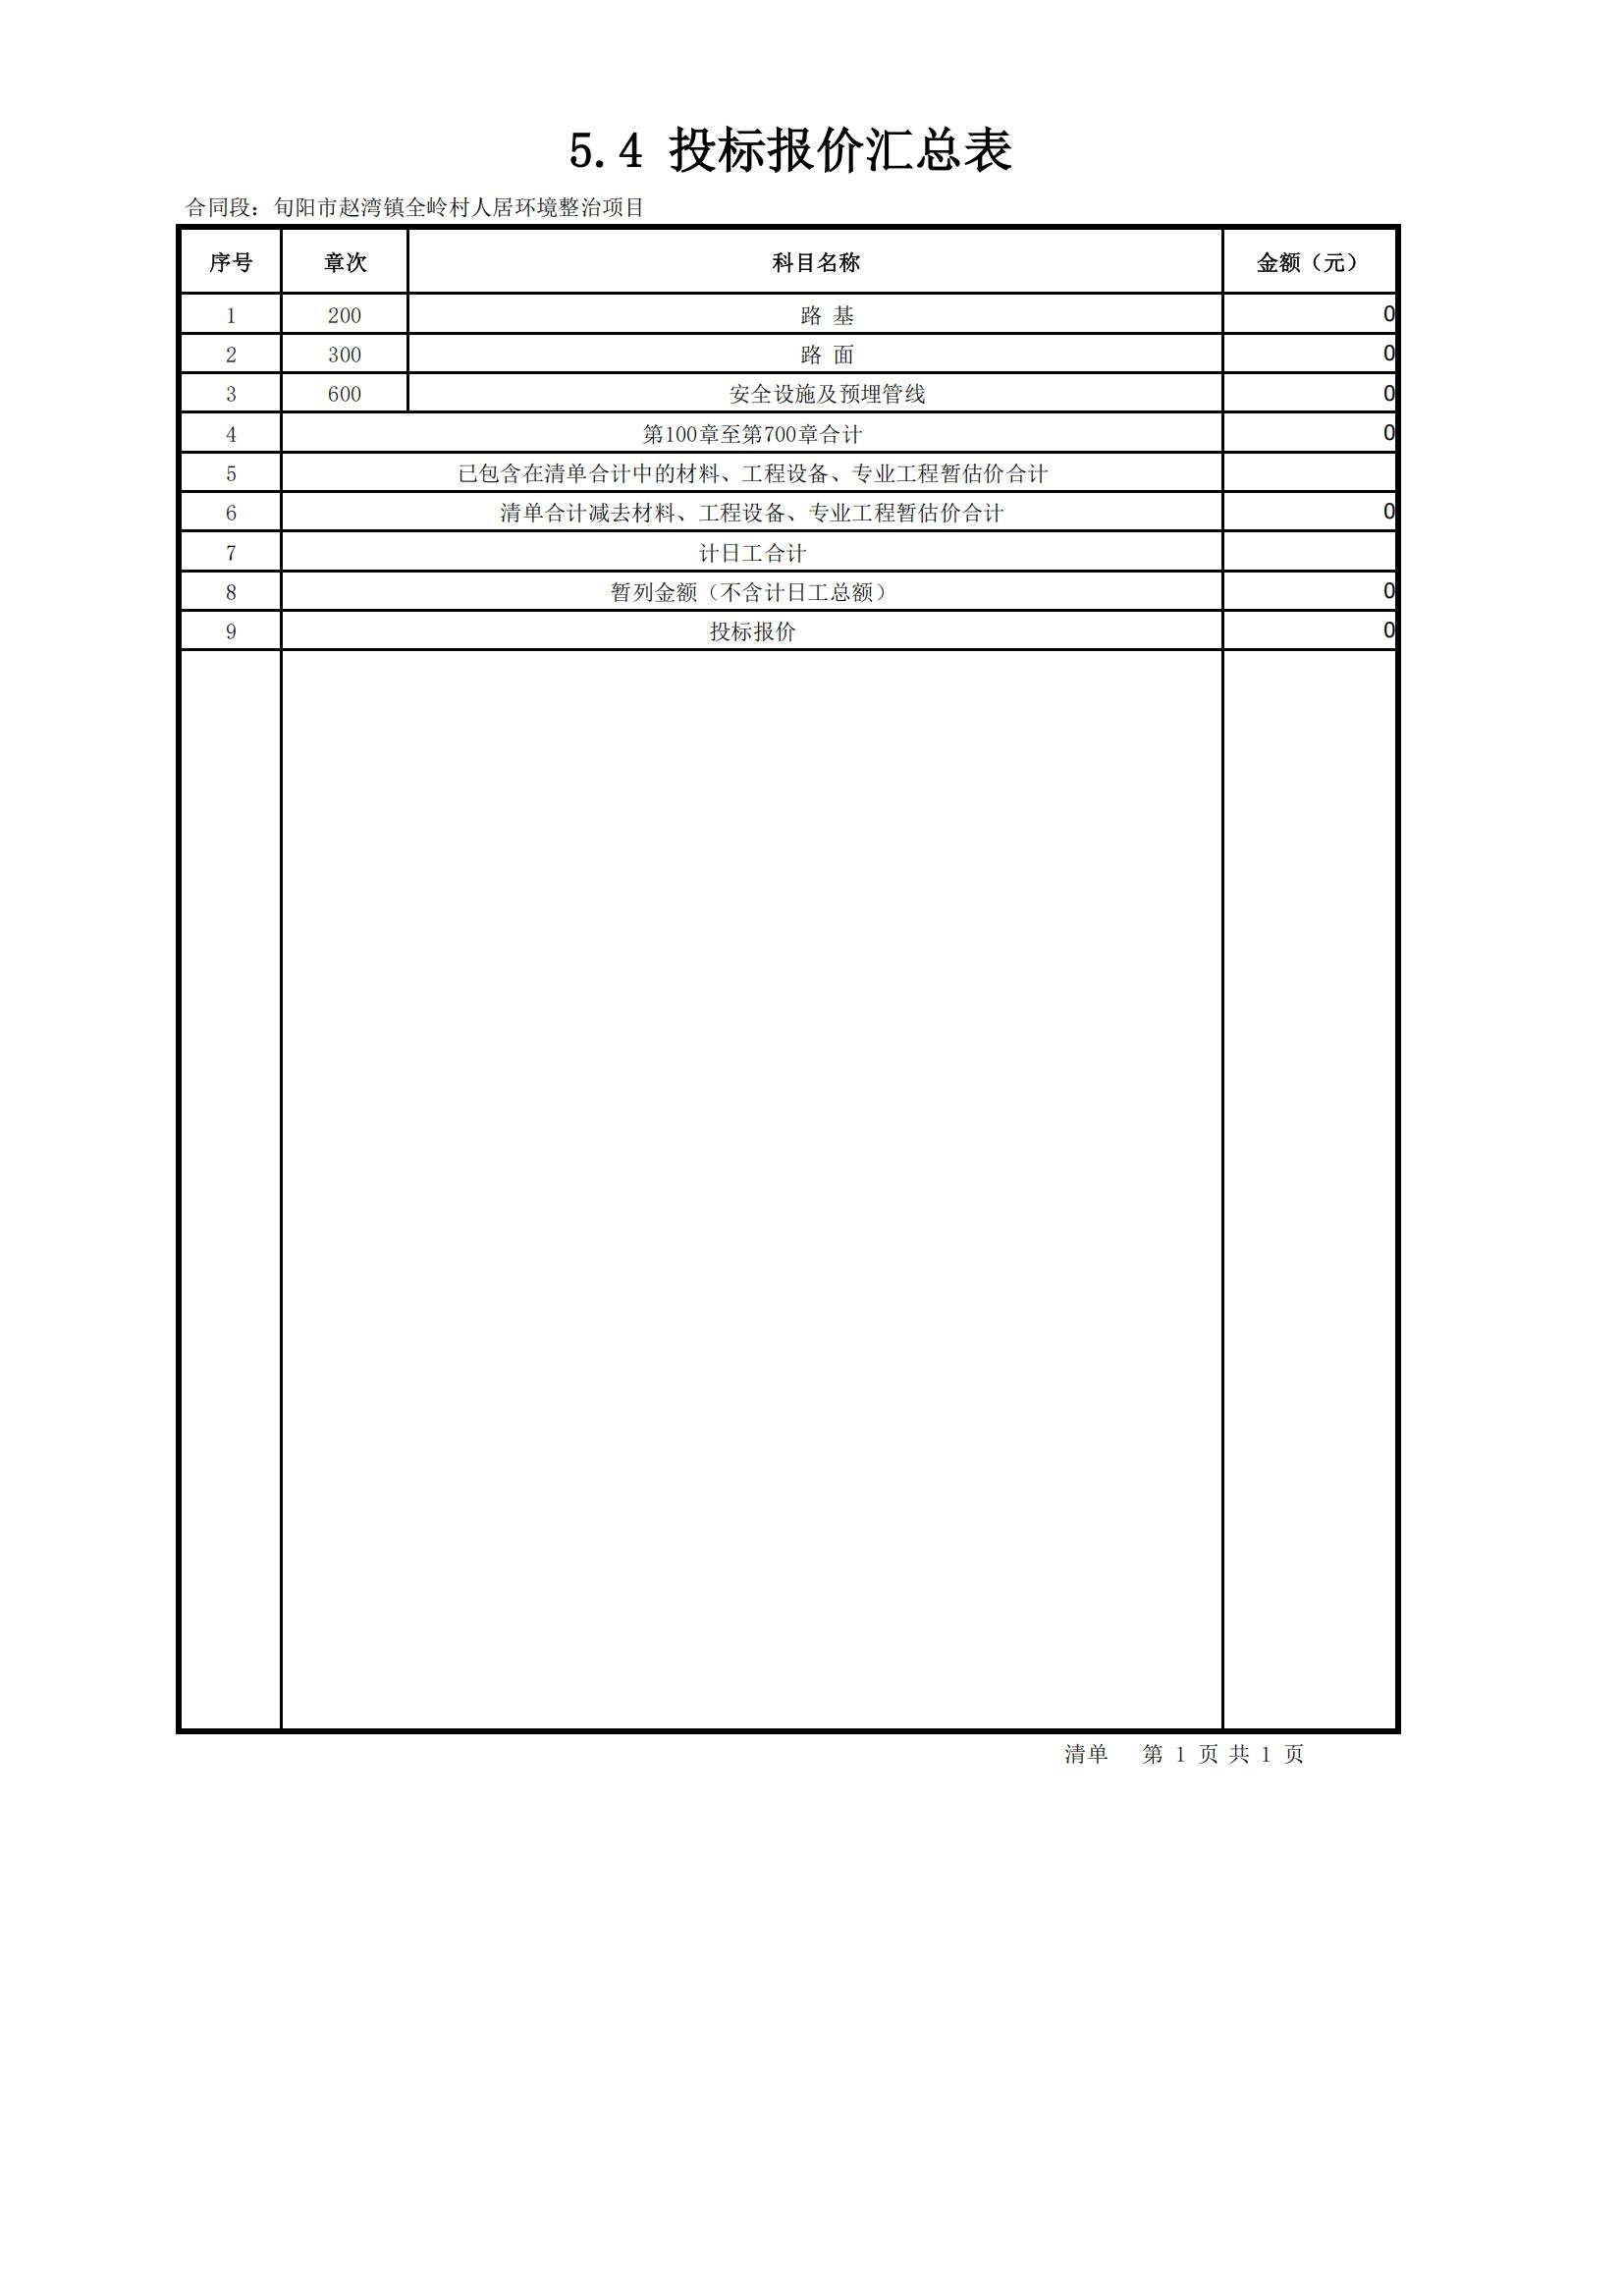 5.4 投标报价汇总表
合同段：旬阳市赵湾镇全岭村人居环境整治项目
序号 章次 科目名称 金额（元）
1 200 路 基 0
2 300 路 面 0
3 600 安全设施及预埋管线 0
4 第100章至第700章合计 0
5 已包含在清单合计中的材料、工程设备、专业工程暂估价合计
6 清单合计减去材料、工程设备、专业工程暂估价合计 0
7 计日工合计
8 暂列金额（不含计日工总额） 0
9 投标报价 0
清单 第 1 页 共 1 页